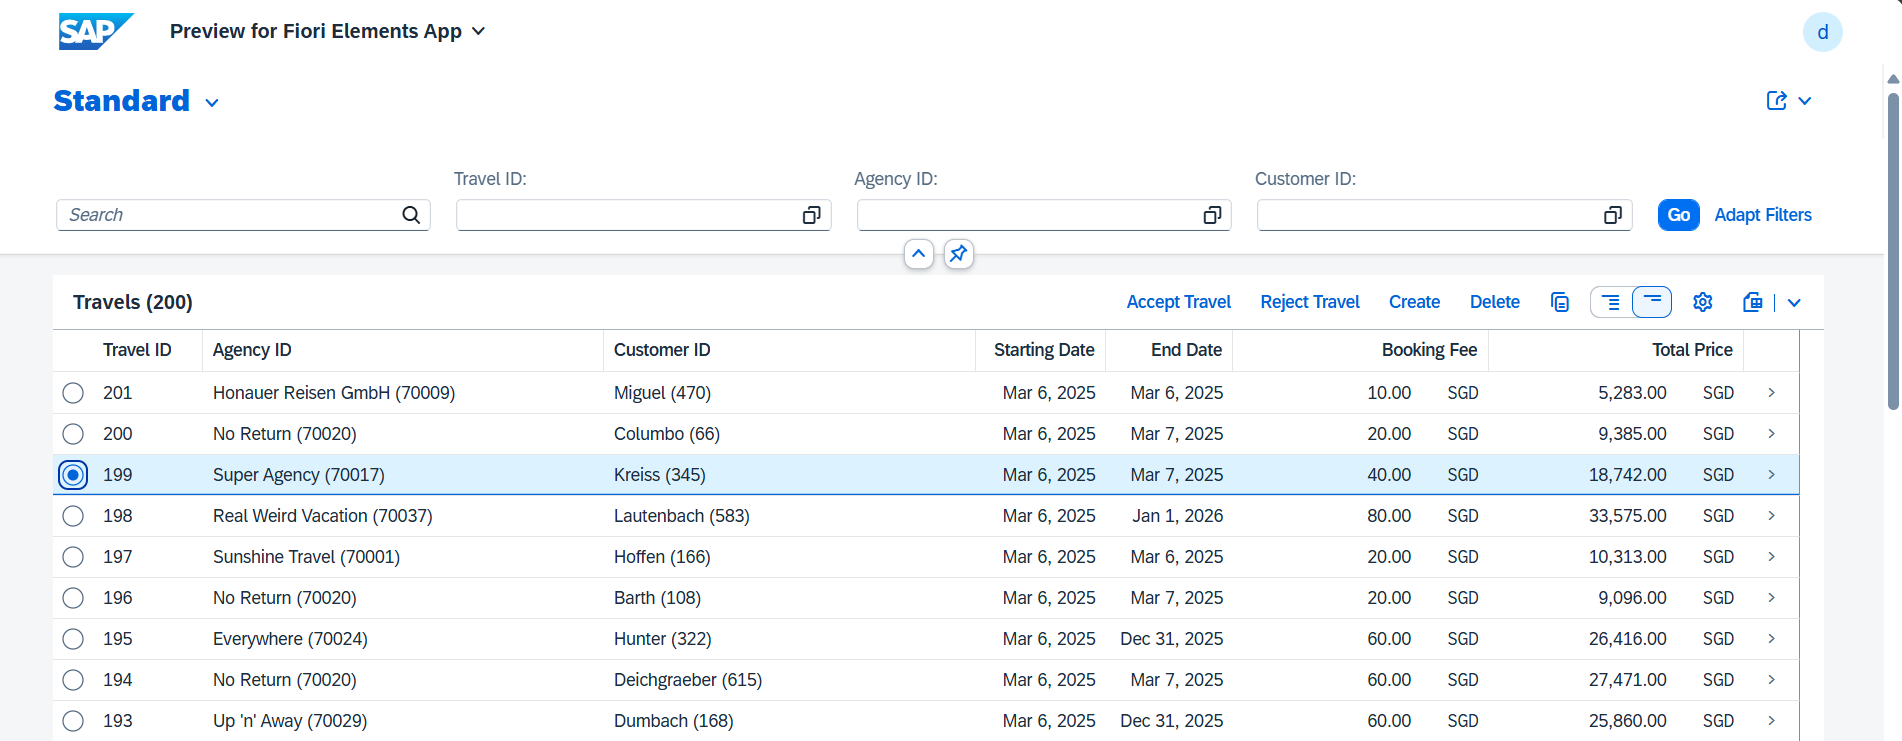 SAP Preview for Fiori Elements App d
Standard
Travel ID: Agency ID: Customer ID:
Search Go Adapt Filters
Travels (200) Accept Travel Reject Travel Create Delete
Travel ID Agency ID Customer ID Starting Date End Date Booking Fee Total Price
201 Honauer Reisen GmbH (70009) Miguel (470) Mar 6, 2025 Mar 6, 2025 10.00 SGD 5,283.00 SGD
200 No Return (70020) Columbo (66) Mar 6, 2025 Mar 7, 2025 20.00 SGD 9,385.00 SGD
199 Super Agency (70017) Kreiss (345) Mar 6, 2025 Mar 7, 2025 40.00 SGD 18,742.00 SGD
198 Real Weird Vacation (70037) Lautenbach (583) Mar 6, 2025 Jan 1, 2026 80.00 SGD 33,575.00 SGD
197 Sunshine Travel (70001) Hoffen (166) Mar 6, 2025 Mar 6, 2025 20.00 SGD 10,313.00 SGD
196 No Return (70020) Barth (108) Mar 6, 2025 Mar 7, 2025 20.00 SGD 9,096.00 SGD
195 Everywhere (70024) Hunter (322) Mar 6, 2025 Dec 31, 2025 60.00 SGD 26,416.00 SGD
194 No Return (70020) Deichgraeber (615) Mar 6, 2025 Mar 7, 2025 60.00 SGD 27,471.00 SGD
193 Up 'n' Away (70029) Dumbach (168) Mar 6, 2025 Dec 31, 2025 60.00 SGD 25,860.00 SGD